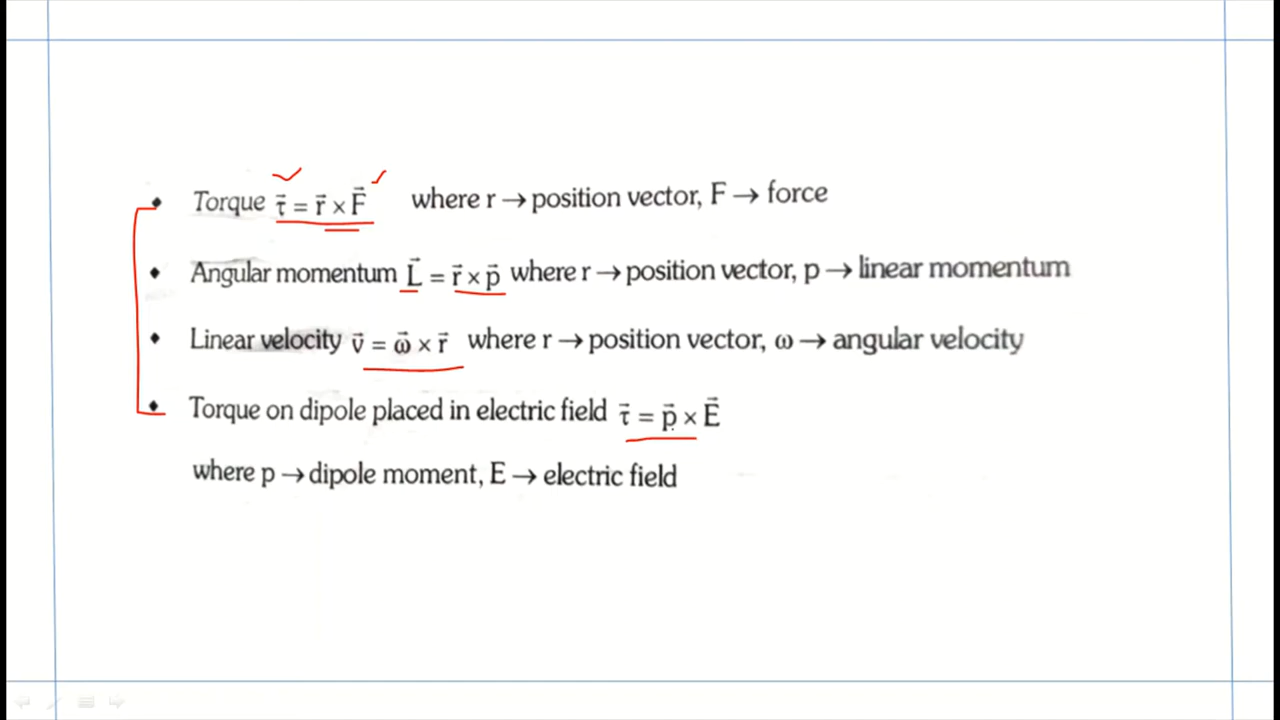 • Torque τ⃗ = r⃗ × F⃗ where r → position vector, F → force
• Angular momentum L⃗ = r⃗ × p⃗ where r → position vector, p → linear momentum
• Linear velocity v⃗ = ω⃗ × r⃗ where r → position vector, ω → angular velocity
• Torque on dipole placed in electric field τ⃗ = p⃗ × E⃗
where p → dipole moment, E → electric field